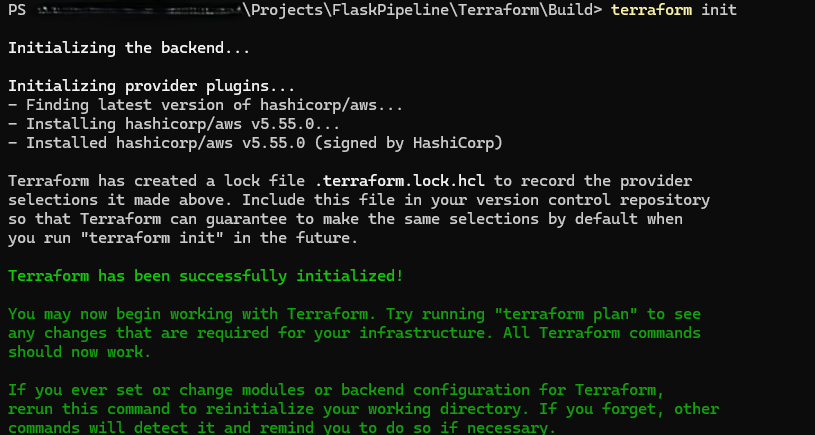 PS \Projects\FlaskPipeline\Terraform\Build> terraform init
Initializing the backend...
Initializing provider plugins...
- Finding latest version of hashicorp/aws...
- Installing hashicorp/aws v5.55.0...
- Installed hashicorp/aws v5.55.0 (signed by HashiCorp)
Terraform has created a lock file .terraform.lock.hcl to record the provider
selections it made above. Include this file in your version control repository
so that Terraform can guarantee to make the same selections by default when
you run "terraform init" in the future.
Terraform has been successfully initialized!
You may now begin working with Terraform. Try running "terraform plan" to see
any changes that are required for your infrastructure. All Terraform commands
should now work.
If you ever set or change modules or backend configuration for Terraform,
rerun this command to reinitialize your working directory. If you forget, other
commands will detect it and remind you to do so if necessary.